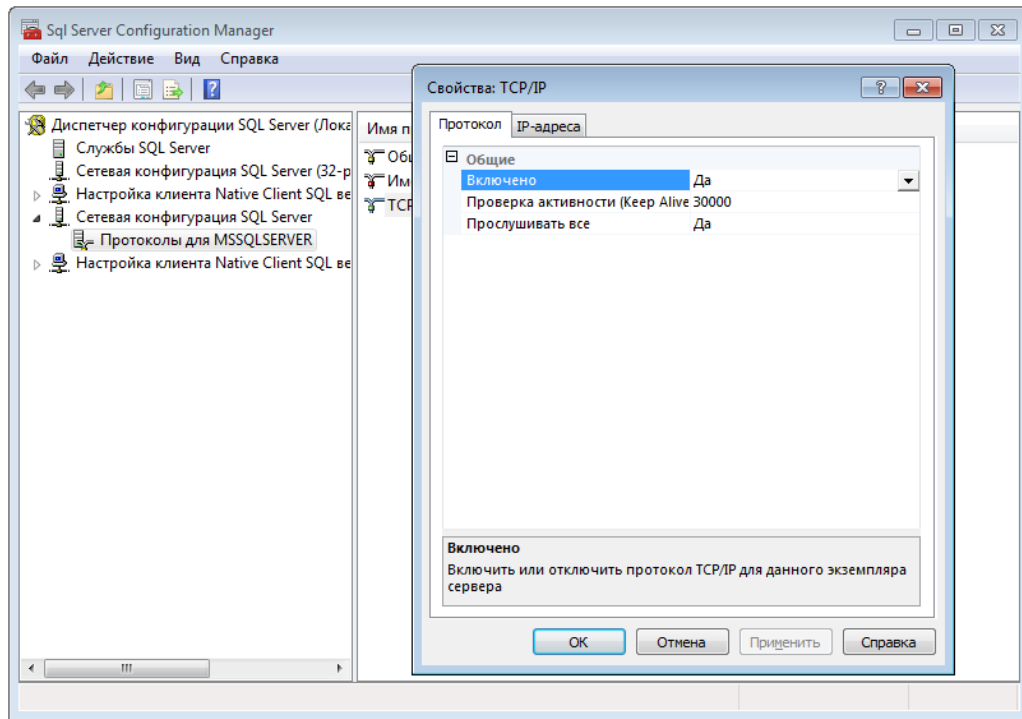 Sql Server Configuration Manager
Файл Действие Вид Справка
Диспетчер конфигурации SQL Server (Лока
Службы SQL Server
Сетевая конфигурация SQL Server (32-р
Настройка клиента Native Client SQL ве
Сетевая конфигурация SQL Server
Протоколы для MSSQLSERVER
Настройка клиента Native Client SQL ве
Имя п
Общ
Им
TCP
Свойства: TCP/IP
Протокол IP-адреса
Общие
Включено Да
Проверка активности (Keep Alive 30000
Прослушивать все Да
Включено
Включить или отключить протокол TCP/IP для данного экземпляра
сервера
OK Отмена Применить Справка